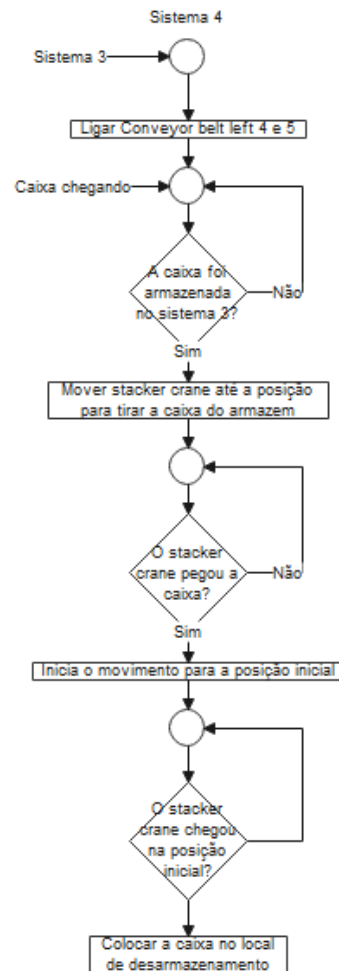 Sistema 4
Sistema 3
Ligar Conveyor belt left 4 e 5
Caixa chegando
A caixa foi
armazenada
no sistema 3?
Não
Sim
Mover stacker crane até a posição
para tirar a caixa do armazem
O stacker
crane pegou a
caixa?
Não
Sim
Inicia o movimento para a posição inicial
O stacker
crane chegou
na posição
inicial?
Colocar a caixa no local
de desarmazenamento